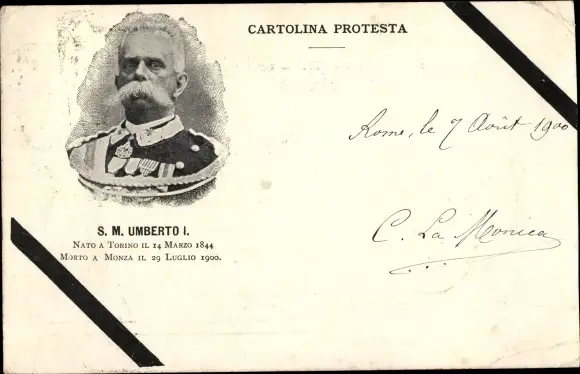 CARTOLINA PROTESTA
Rome, le 7 Août 1900
C. La Monica
S. M. UMBERTO I.
NATO A TORINO IL 14 MARZO 1844
MORTO A MONZA IL 29 LUGLIO 1900.